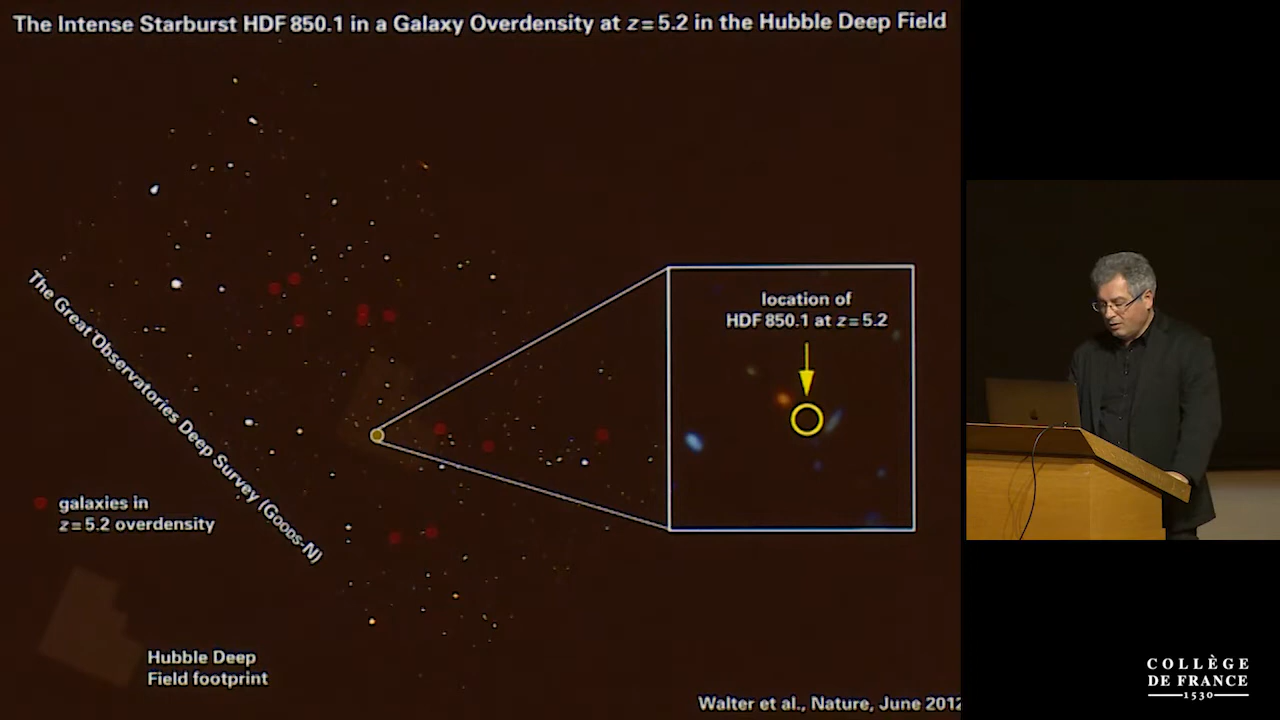 The Intense Starburst HDF 850.1 in a Galaxy Overdensity at z=5.2 in the Hubble Deep Field
The Great Observatories Deep Survey (GOODS-N)
location of
HDF 850.1 at z=5.2
galaxies in
z=5.2 overdensity
Hubble Deep
Field footprint
Walter et al., Nature, June 2012
COLLÈGE
DE FRANCE
1530